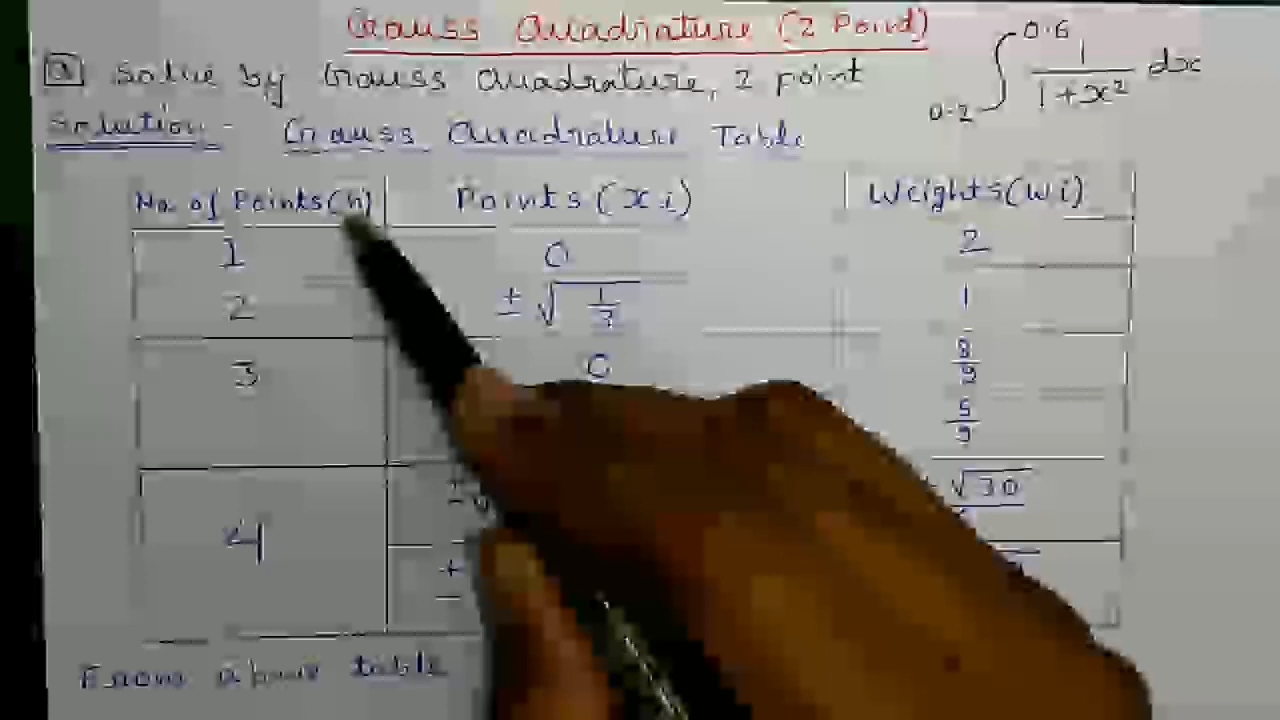 Gauss Quadrature (2 Point)
Q Solve by Gauss Quadrature, 2 point ∫ 0.2 0.6 1/(1+x²) dx
Solution - Gauss Quadrature Table
No. of Points(n) Points (xi) Weights(wi)
1 0 2
2 ± √(1/3) 1
3 0 8/9
5/9
4 ± √30
±
From above table